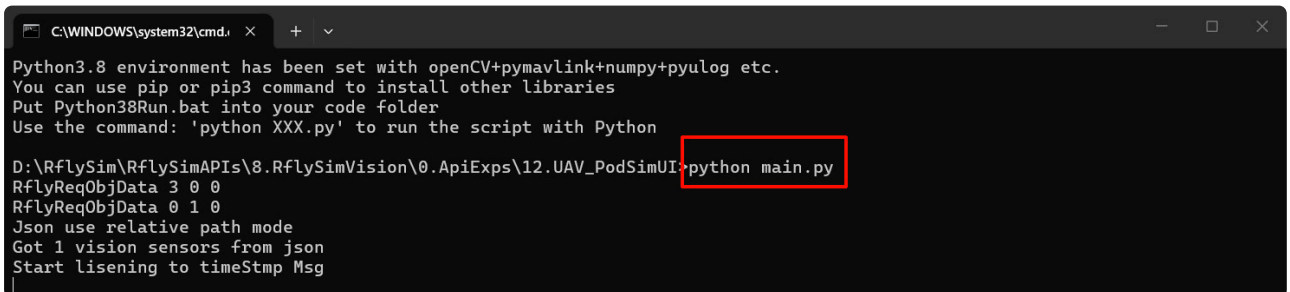 C:\WINDOWS\system32\cmd.
Python3.8 environment has been set with openCV+pymavlink+numpy+pyulog etc.
You can use pip or pip3 command to install other libraries
Put Python38Run.bat into your code folder
Use the command: 'python XXX.py' to run the script with Python
D:\RflySim\RflySimAPIs\8.RflySimVision\0.ApiExps\12.UAV_PodSimUI>python main.py
RflyReqObjData 3 0 0
RflyReqObjData 0 1 0
Json use relative path mode
Got 1 vision sensors from json
Start lisening to timeStmp Msg